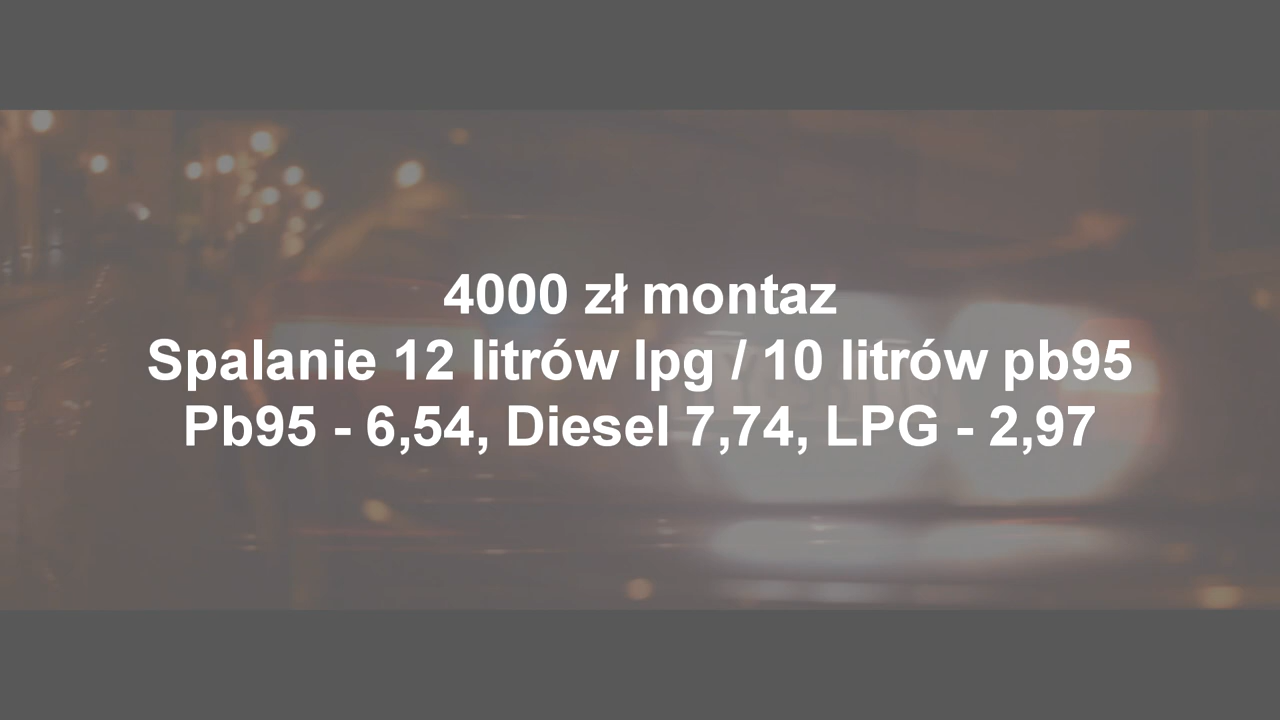 4000 zł montaz
Spalanie 12 litrów lpg / 10 litrów pb95
Pb95 - 6,54, Diesel 7,74, LPG - 2,97